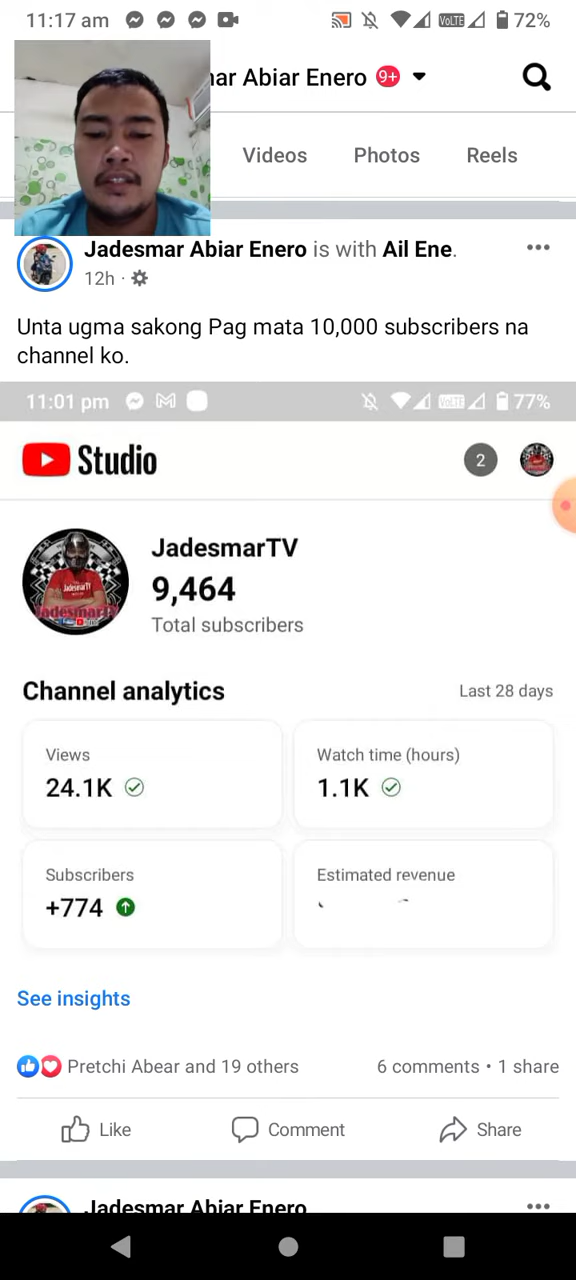 11:17 am
VoLTE 72%
ar Abiar Enero 9+
Videos Photos Reels
Jadesmar Abiar Enero is with Ail Ene.
12h
Unta ugma sakong Pag mata 10,000 subscribers na
channel ko.
11:01 pm
VoLTE 77%
Studio
2
JadesmarTV
9,464
Total subscribers
JadesmarTV
Channel analytics
Last 28 days
Views
24.1K
Watch time (hours)
1.1K
Subscribers
+774
Estimated revenue
See insights
Pretchi Abear and 19 others
6 comments • 1 share
Like
Comment
Share
Jadesmar Abiar Enero